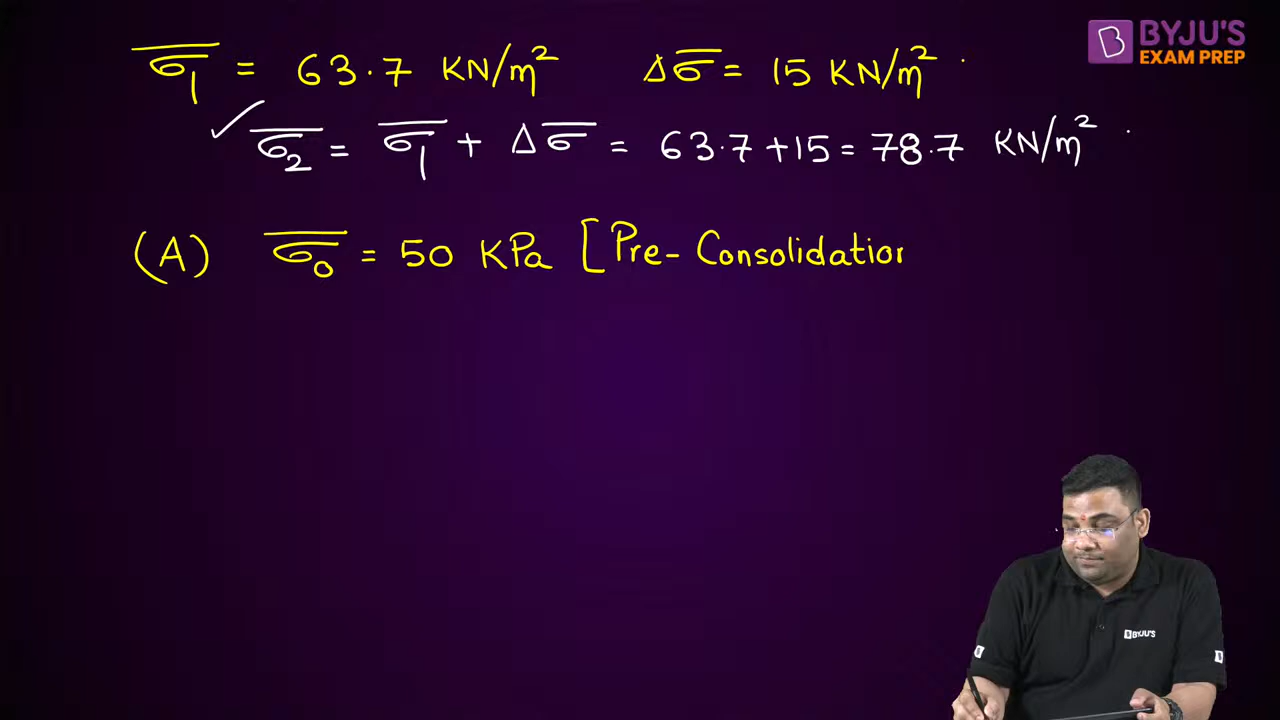 BYJU'S
EXAM PREP
σ̅₁ = 63.7 KN/m² Δσ̅ = 15 KN/m²
✓ σ̅₂ = σ̅₁ + Δσ̅ = 63.7 + 15 = 78.7 KN/m²
(A) σ̅₀ = 50 KPa [Pre-Consolidation
BYJU'S